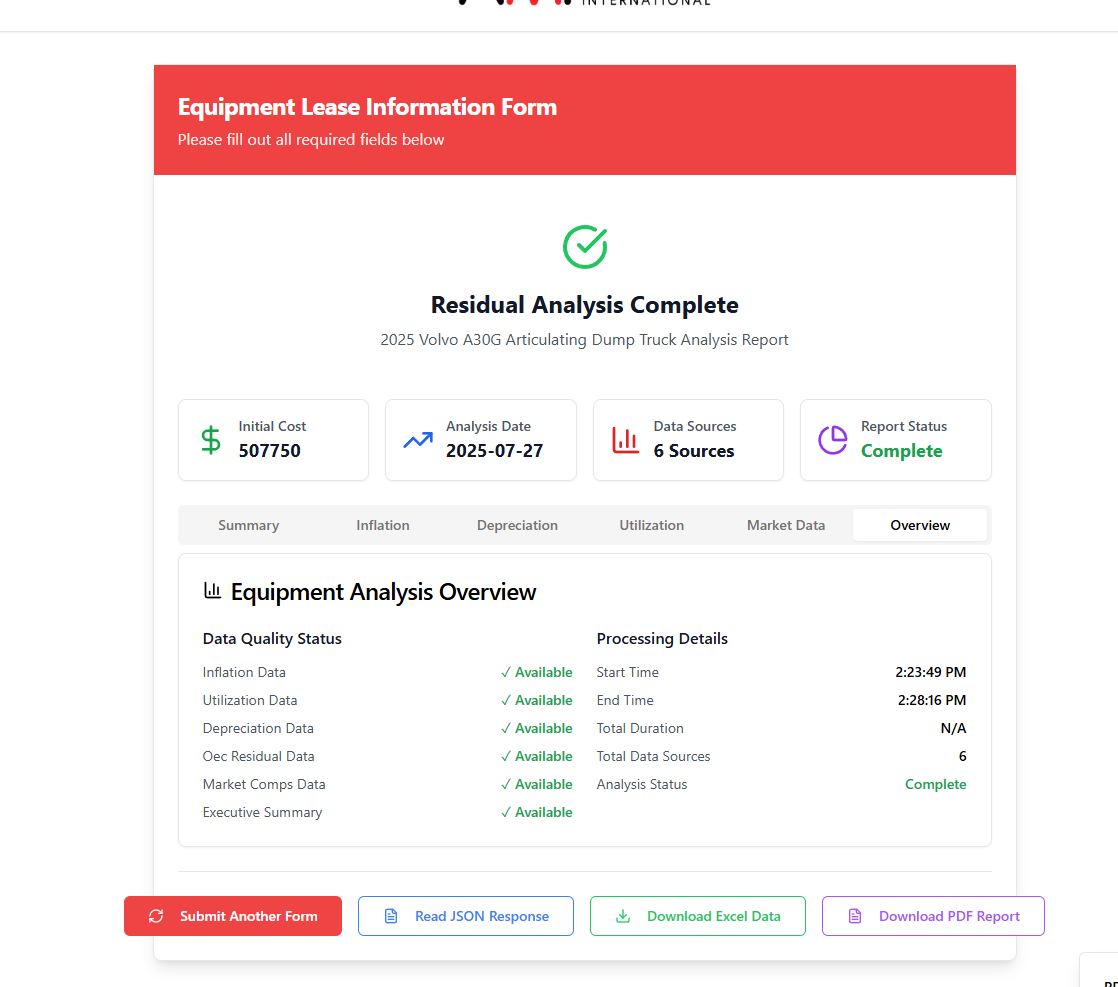 INTERNATIONAL
Equipment Lease Information Form
Please fill out all required fields below
Residual Analysis Complete
2025 Volvo A30G Articulating Dump Truck Analysis Report
Initial Cost
507750
Analysis Date
2025-07-27
Data Sources
6 Sources
Report Status
Complete
Summary Inflation Depreciation Utilization Market Data Overview
Equipment Analysis Overview
Data Quality Status
Inflation Data ✓ Available
Utilization Data ✓ Available
Depreciation Data ✓ Available
Oec Residual Data ✓ Available
Market Comps Data ✓ Available
Executive Summary ✓ Available
Processing Details
Start Time 2:23:49 PM
End Time 2:28:16 PM
Total Duration N/A
Total Data Sources 6
Analysis Status Complete
Submit Another Form Read JSON Response Download Excel Data Download PDF Report